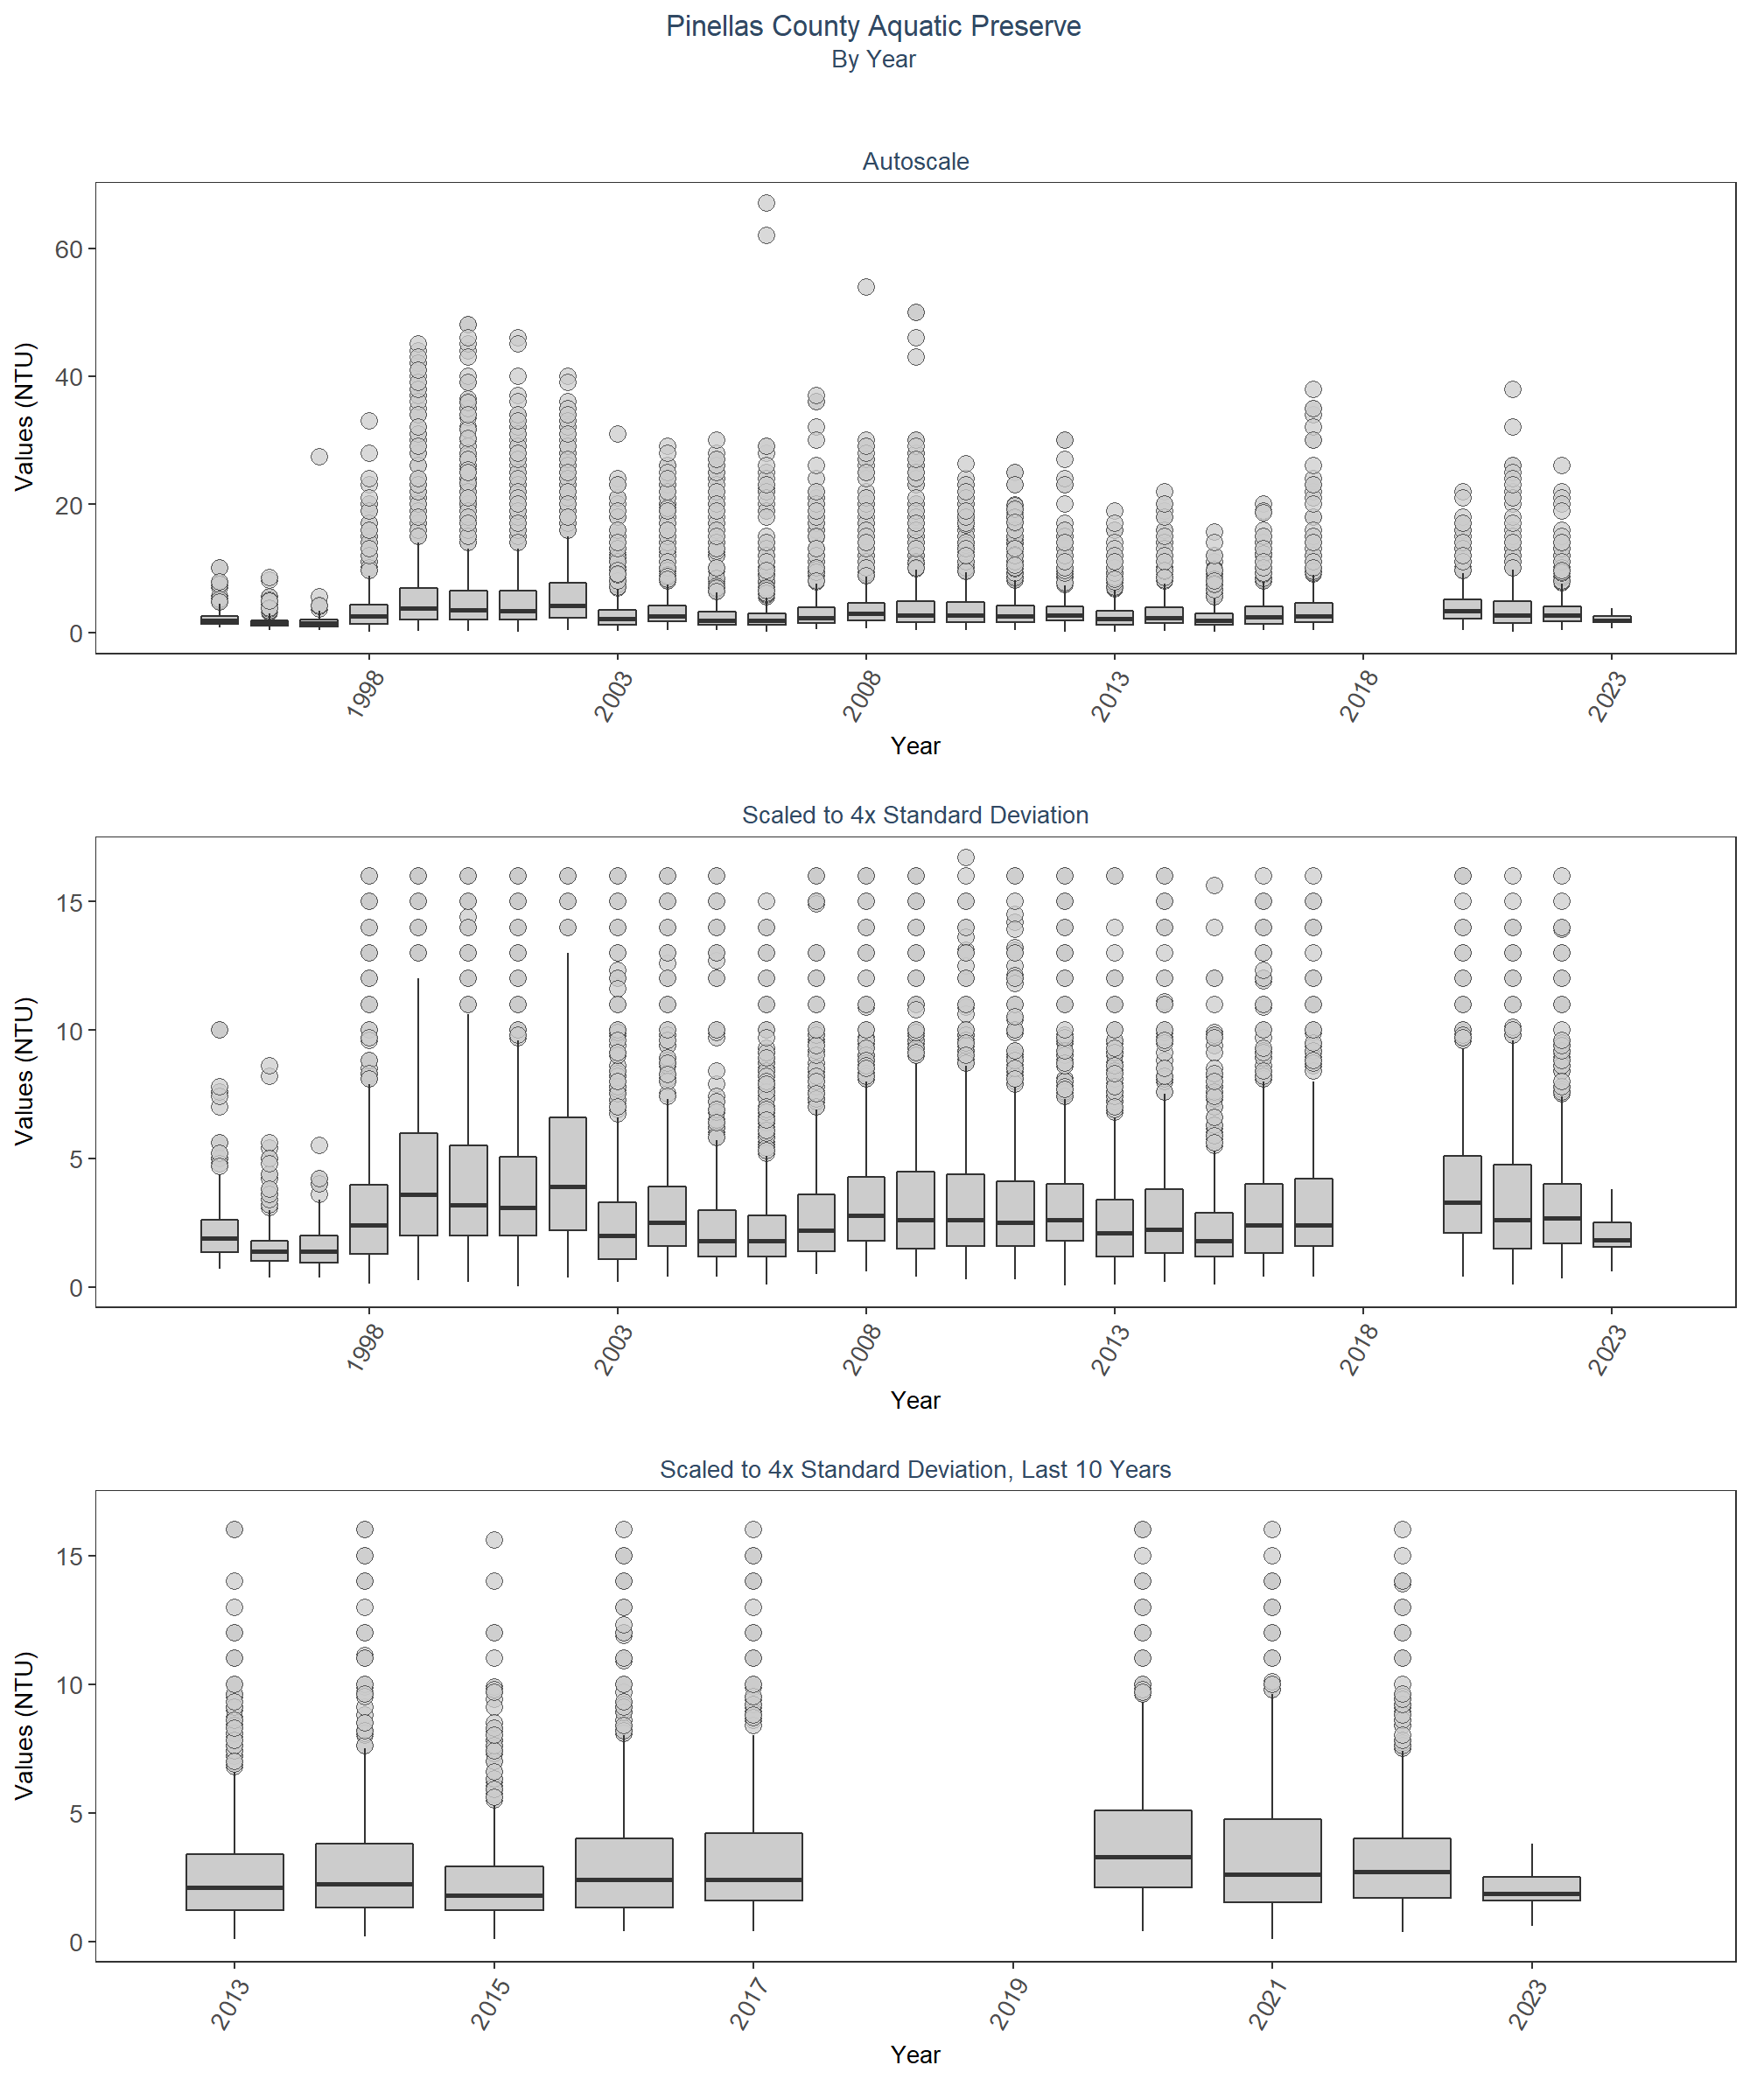 Pinellas County Aquatic Preserve
By Year
Autoscale
Values (NTU)
60
40
20
0
1998
2003
2008
2013
2018
2023
Year
Scaled to 4x Standard Deviation
Values (NTU)
15
10
5
0
1998
2003
2008
2013
2018
2023
Year
Scaled to 4x Standard Deviation, Last 10 Years
Values (NTU)
15
10
5
0
2013
2015
2017
2019
2021
2023
Year